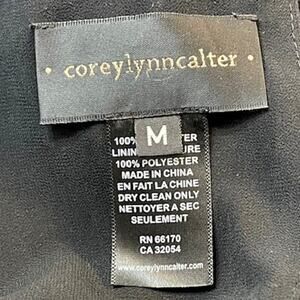 · coreylynncalter ·
M
100%
100% POLYESTER
MADE IN CHINA
EN FAIT LA CHINE
DRY CLEAN ONLY
NETTOYER A SEC
SEULEMENT
RN 66170
CA 32054
www.coreylynncalter.com